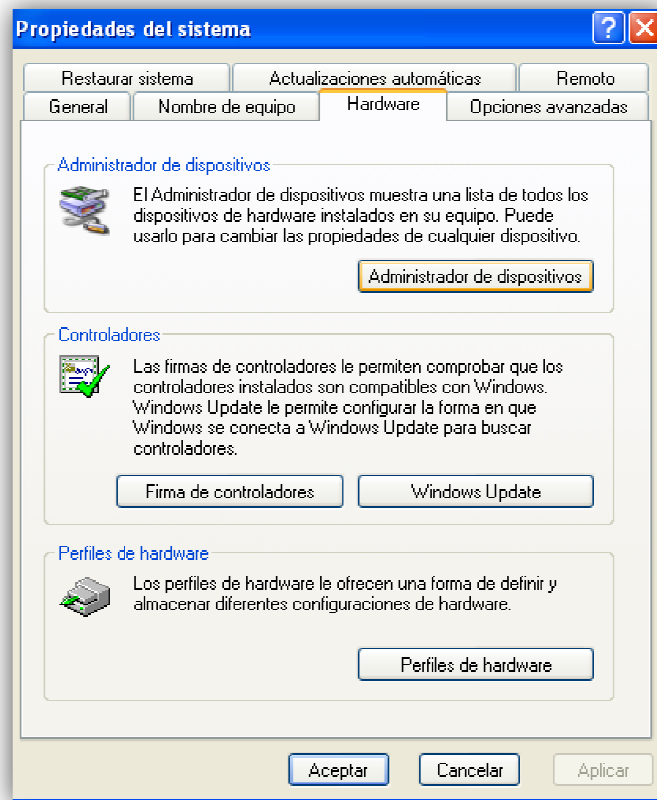 Propiedades del sistema
Restaurar sistema Actualizaciones automáticas Remoto
General Nombre de equipo Hardware Opciones avanzadas
Administrador de dispositivos
El Administrador de dispositivos muestra una lista de todos los
dispositivos de hardware instalados en su equipo. Puede
usarlo para cambiar las propiedades de cualquier dispositivo.
Administrador de dispositivos
Controladores
Las firmas de controladores le permiten comprobar que los
controladores instalados son compatibles con Windows.
Windows Update le permite configurar la forma en que
Windows se conecta a Windows Update para buscar
controladores.
Firma de controladores Windows Update
Perfiles de hardware
Los perfiles de hardware le ofrecen una forma de definir y
almacenar diferentes configuraciones de hardware.
Perfiles de hardware
Aceptar Cancelar Aplicar